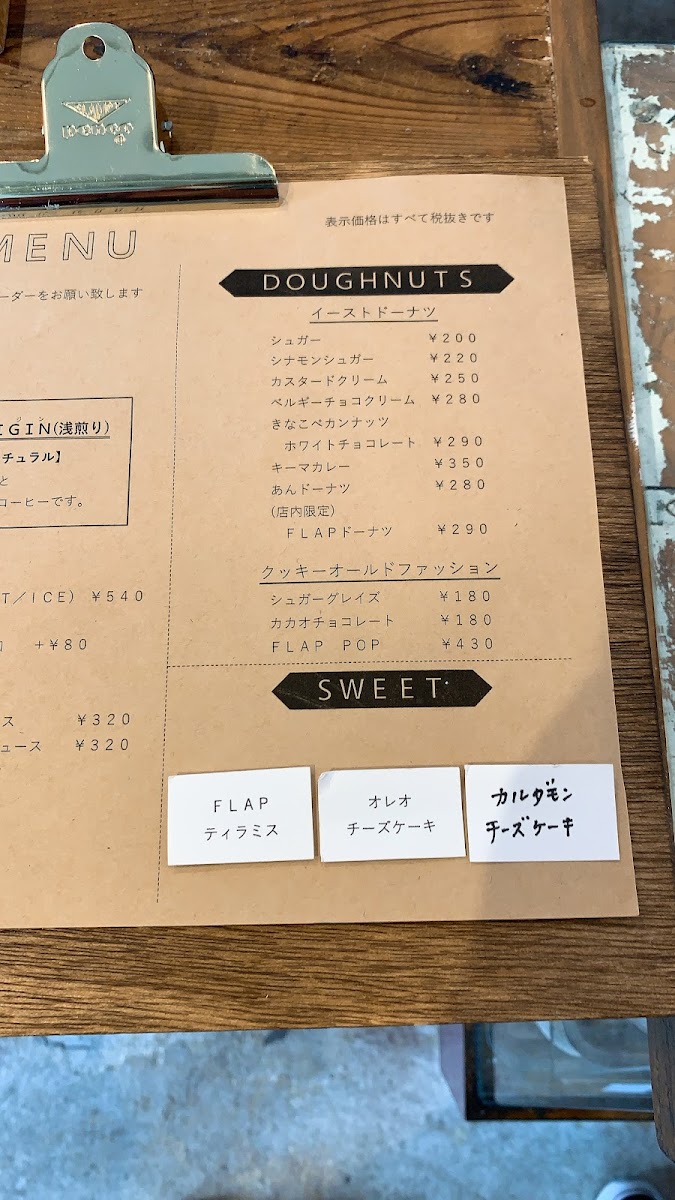 MENU
ーダーをお願い致します
IGIN(浅煎り)
チュラル】
と
コーヒーです。
T/ICE) ¥540
+¥80
ス ¥320
ュース ¥320
表示価格はすべて税抜きです
DOUGHNUTS
イーストドーナツ
シュガー ¥200
シナモンシュガー ¥220
カスタードクリーム ¥250
ベルギーチョコクリーム ¥280
きなこペカンナッツ
ホワイトチョコレート ¥290
キーマカレー ¥350
あんドーナツ ¥280
(店内限定)
FLAPドーナツ ¥290
クッキーオールドファッション
シュガーグレイズ ¥180
カカオチョコレート ¥180
FLAP POP ¥430
SWEET
FLAP
ティラミス
オレオ
チーズケーキ
カルダモン
チーズケーキ